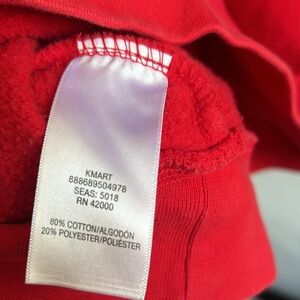 KMART
888689504978
SEAS: 5018
RN 42000
80% COTTON/ALGODÓN
20% POLYESTER/POLIÉSTER